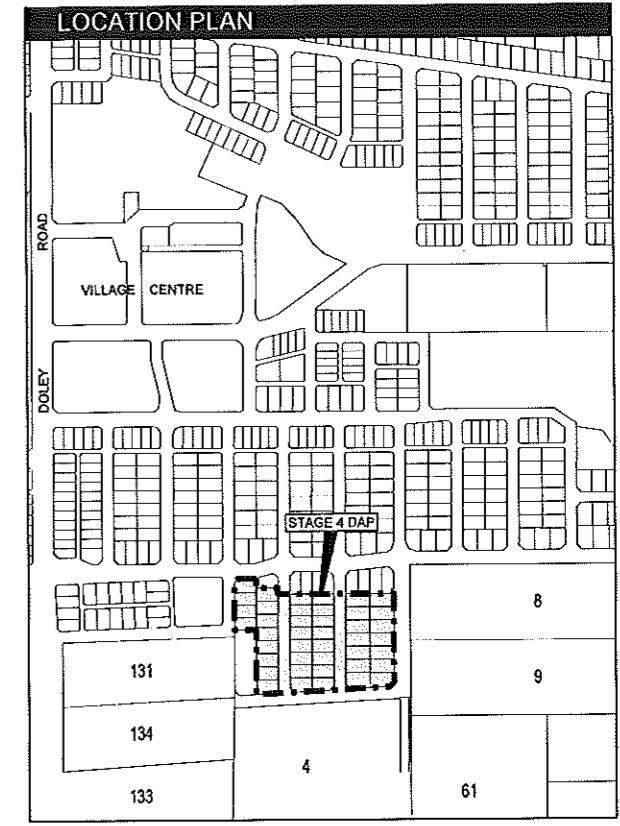 LOCATION PLAN
ROAD
VILLAGE CENTRE
DOLEY
STAGE 4 DAP
8
131
9
134
4
133
61